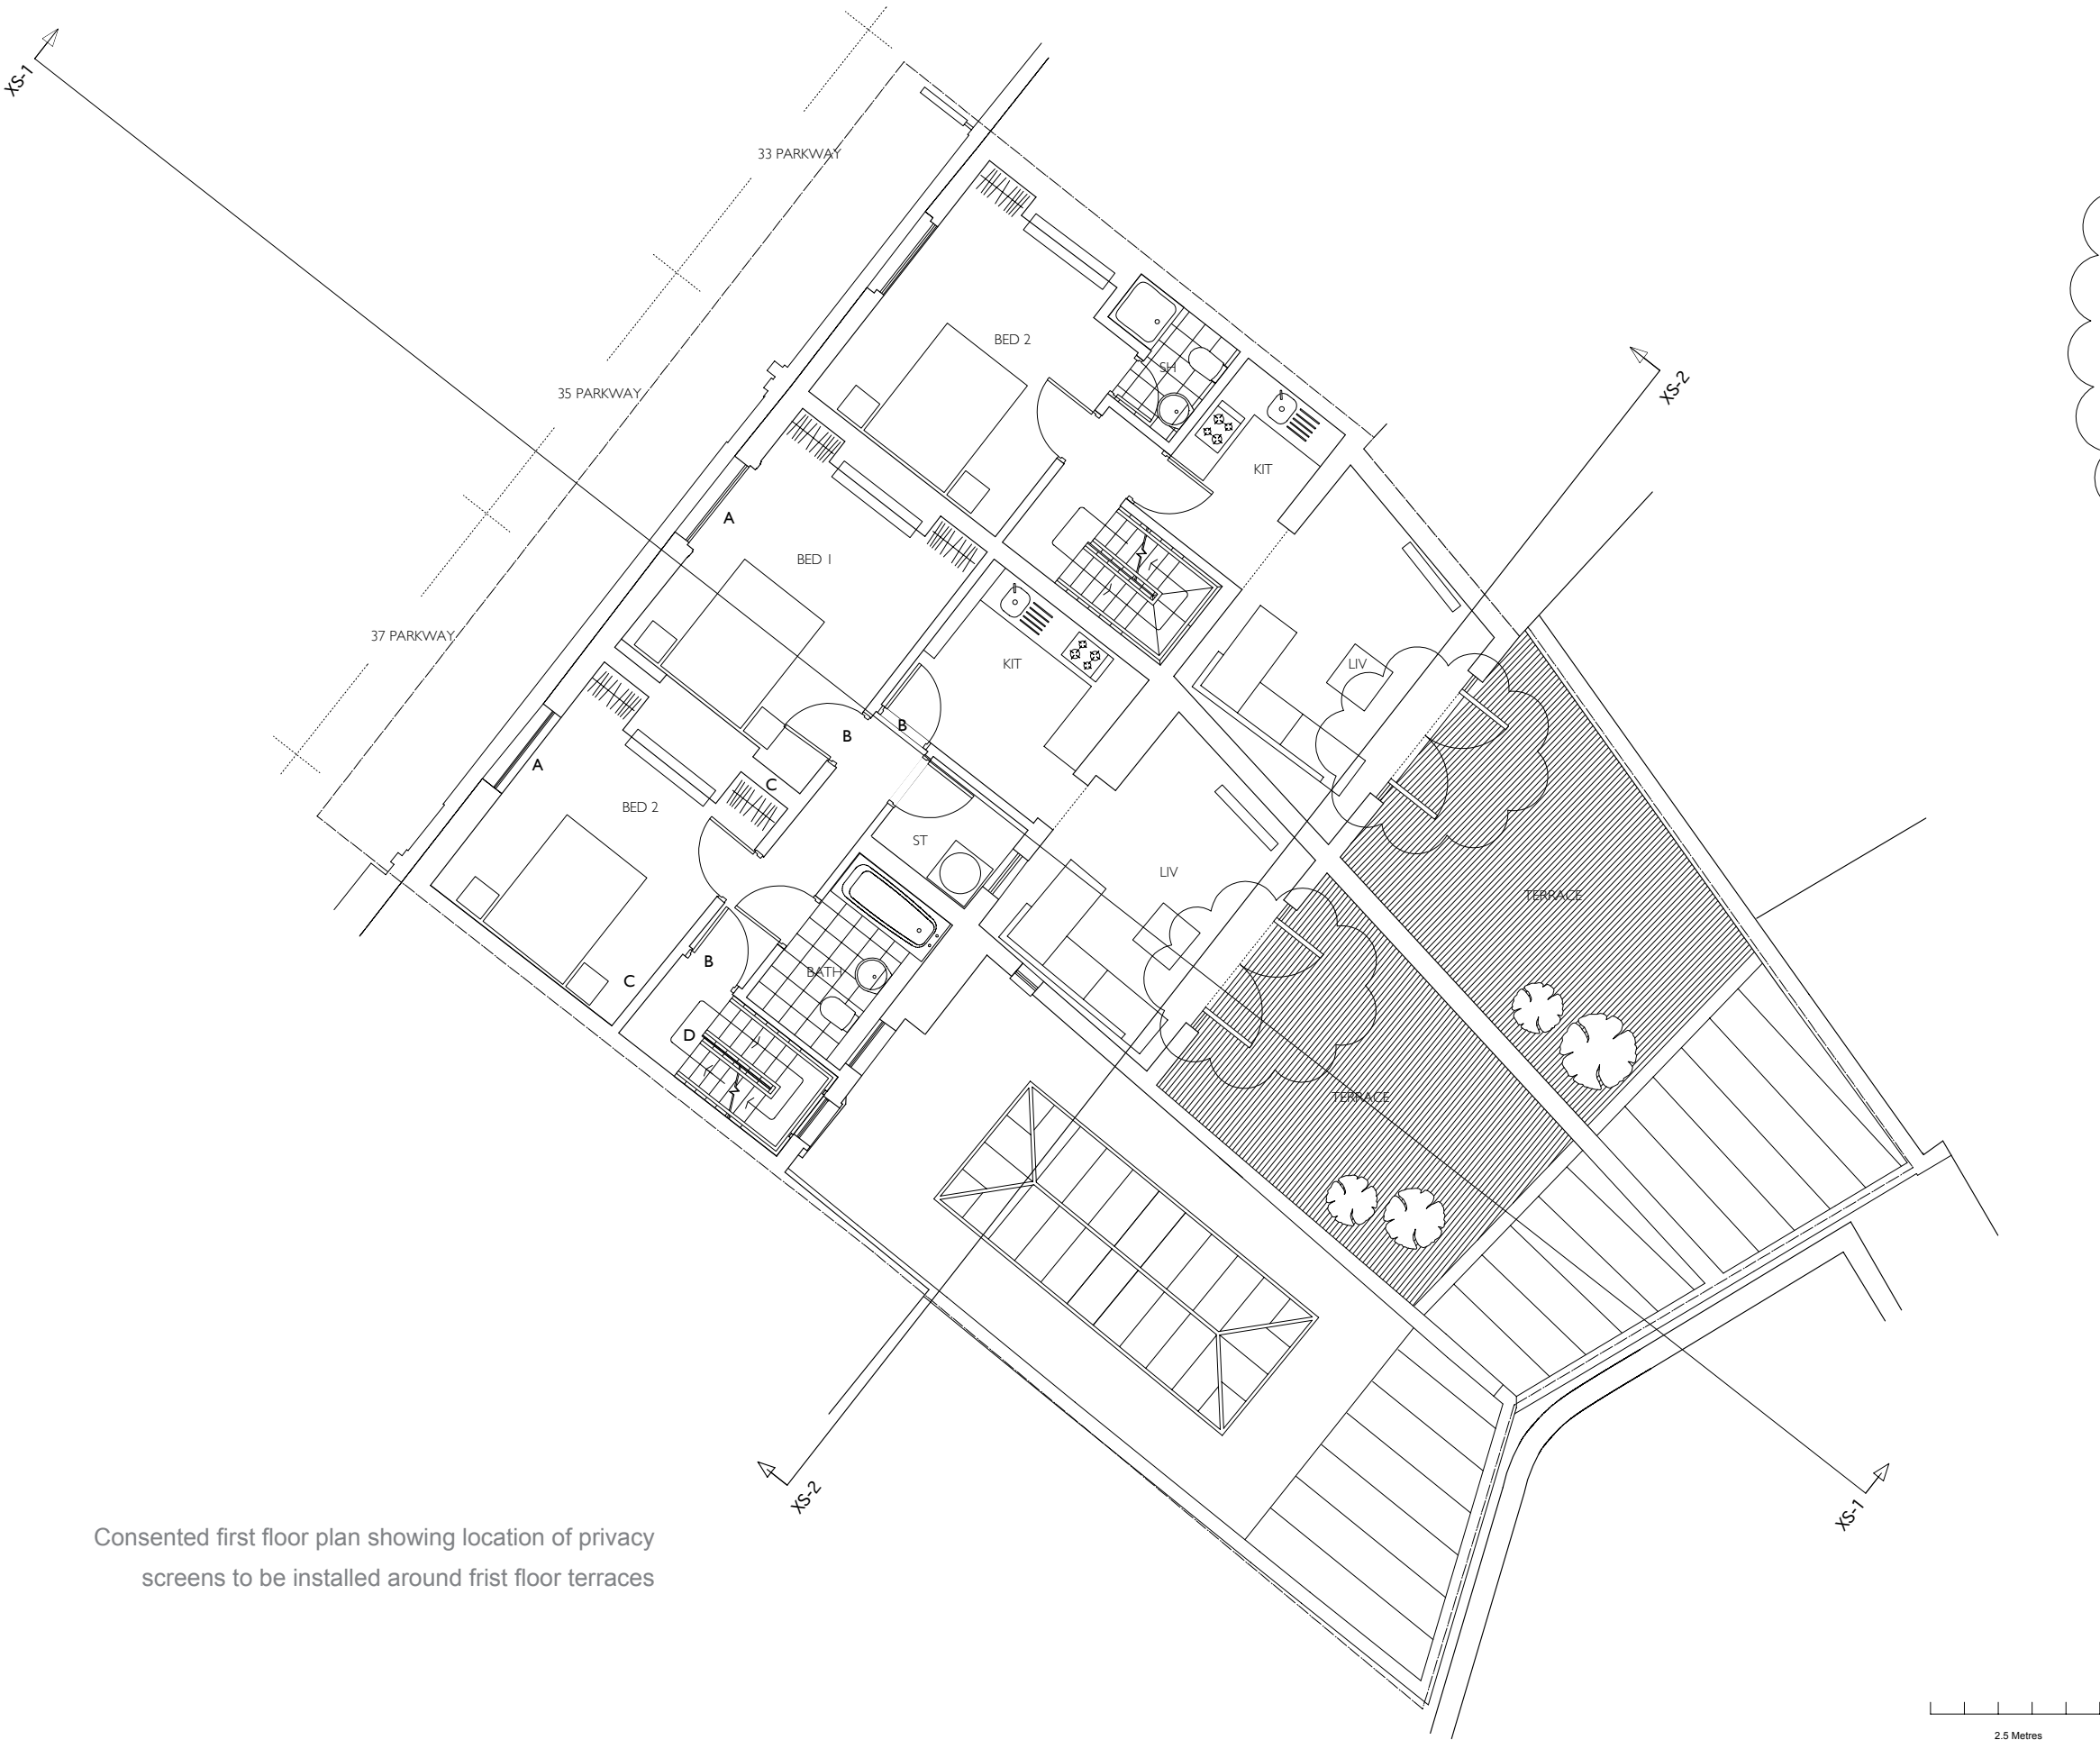 XS-1
33 PARKWAY
BED 2
SH
XS-2
35 PARKWAY
KIT
A
BED 1
37 PARKWAY
KIT
LIV
B
B
A
C
BED 2
ST
LIV
TERRACE
B
BATH
C
D
TERRACE
XS-2
XS-1
Consented first floor plan showing location of privacy
screens to be installed around frist floor terraces
2.5 Metres